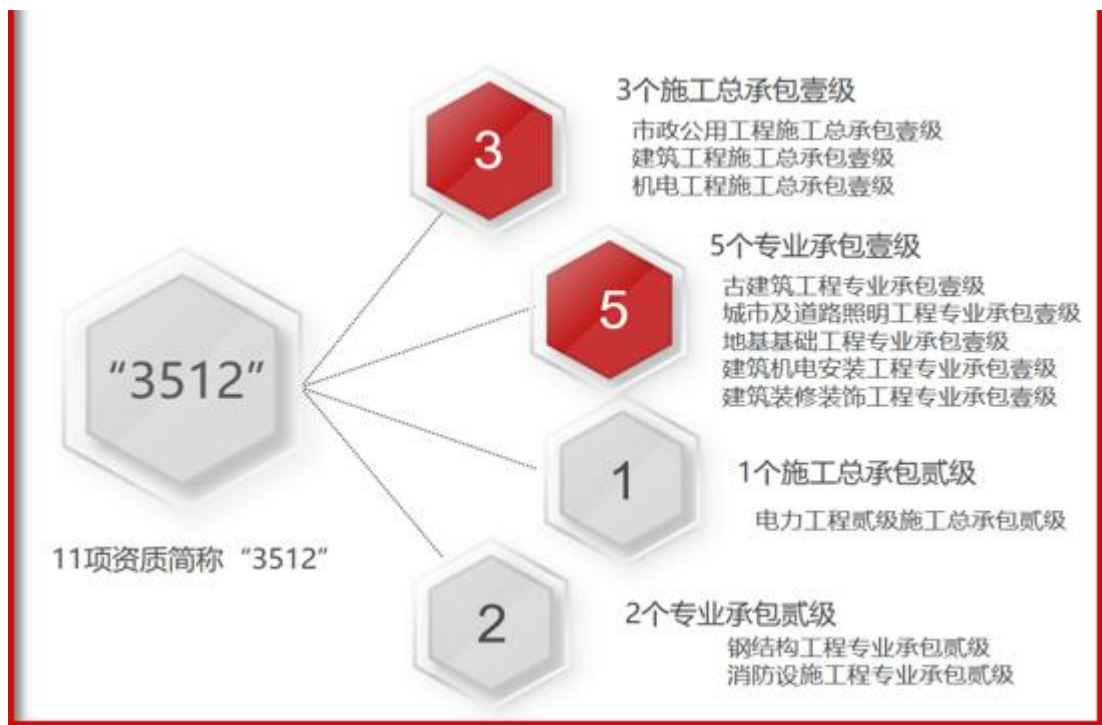 3
3个施工总承包壹级
市政公用工程施工总承包壹级
建筑工程施工总承包壹级
机电工程施工总承包壹级
5
5个专业承包壹级
古建筑工程专业承包壹级
城市及道路照明工程专业承包壹级
地基基础工程专业承包壹级
建筑机电安装工程专业承包壹级
建筑装修装饰工程专业承包壹级
“3512”
11项资质简称“3512”
1
1个施工总承包贰级
电力工程贰级施工总承包贰级
2
2个专业承包贰级
钢结构工程专业承包贰级
消防设施工程专业承包贰级